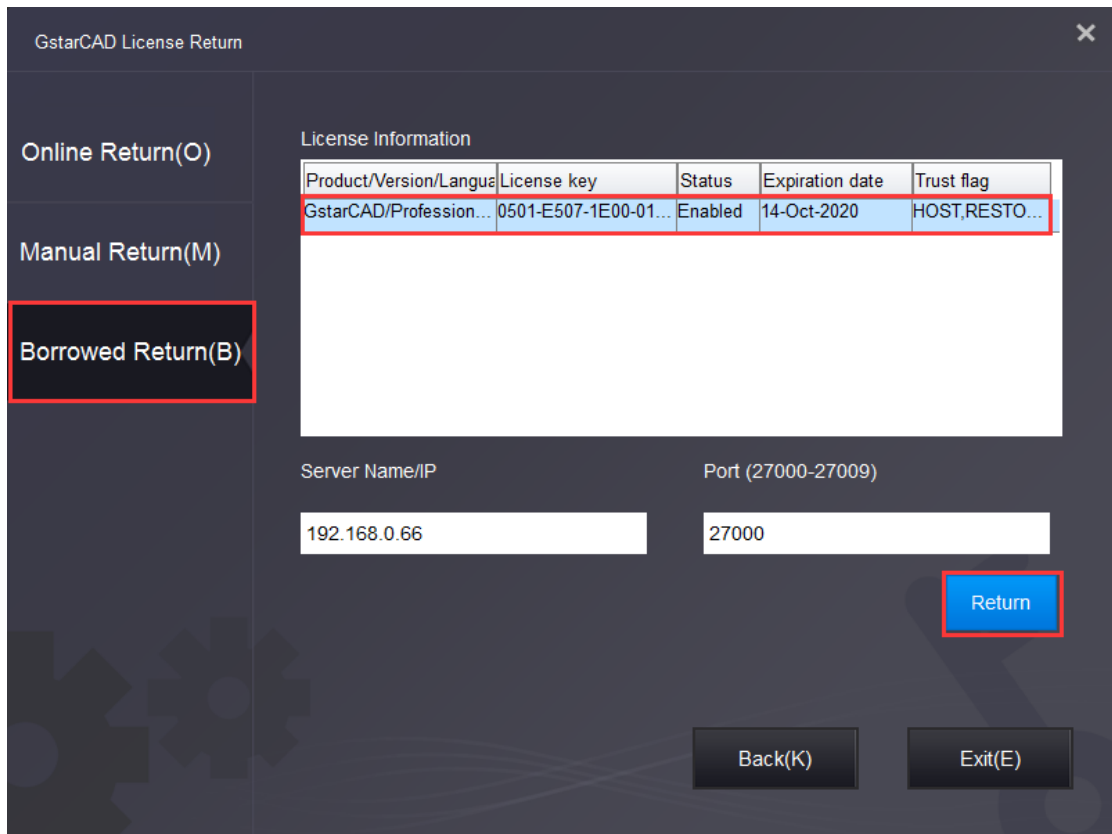 GstarCAD License Return
Online Return(O)
Manual Return(M)
Borrowed Return(B)
License Information
Product/Version/Langua License key Status Expiration date Trust flag
GstarCAD/Profession... 0501-E507-1E00-01... Enabled 14-Oct-2020 HOST,RESTO...
Server Name/IP Port (27000-27009)
192.168.0.66 27000
Return
Back(K) Exit(E)